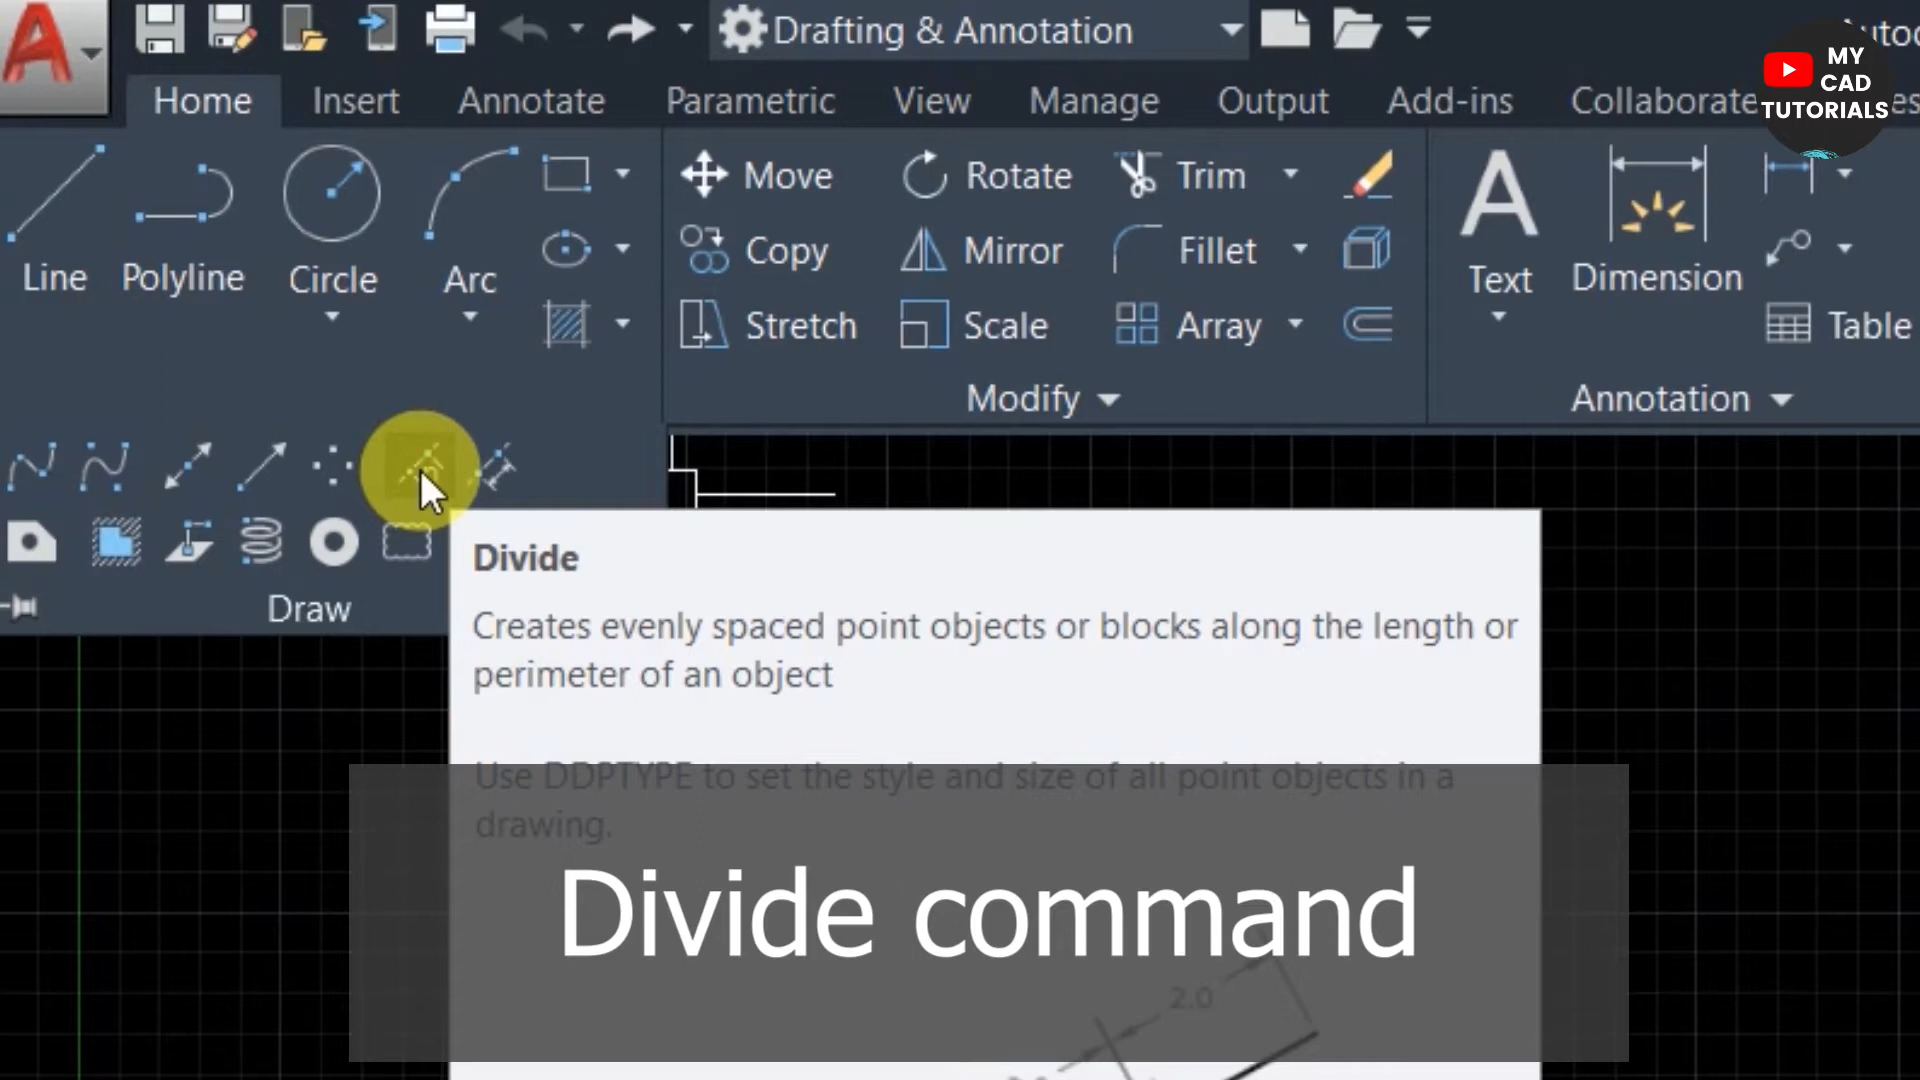 Drafting & Annotation
MY
CAD
TUTORIALS
Home Insert Annotate Parametric View Manage Output Add-ins Collaborate
Line Polyline Circle Arc
Move Rotate Trim
Copy Mirror Fillet
Stretch Scale Array
Modify
Text Dimension
Table
Annotation
Draw
Divide
Creates evenly spaced point objects or blocks along the length or
perimeter of an object
Use DDPTYPE to set the style and size of all point objects in a
drawing.
Divide command
2.0